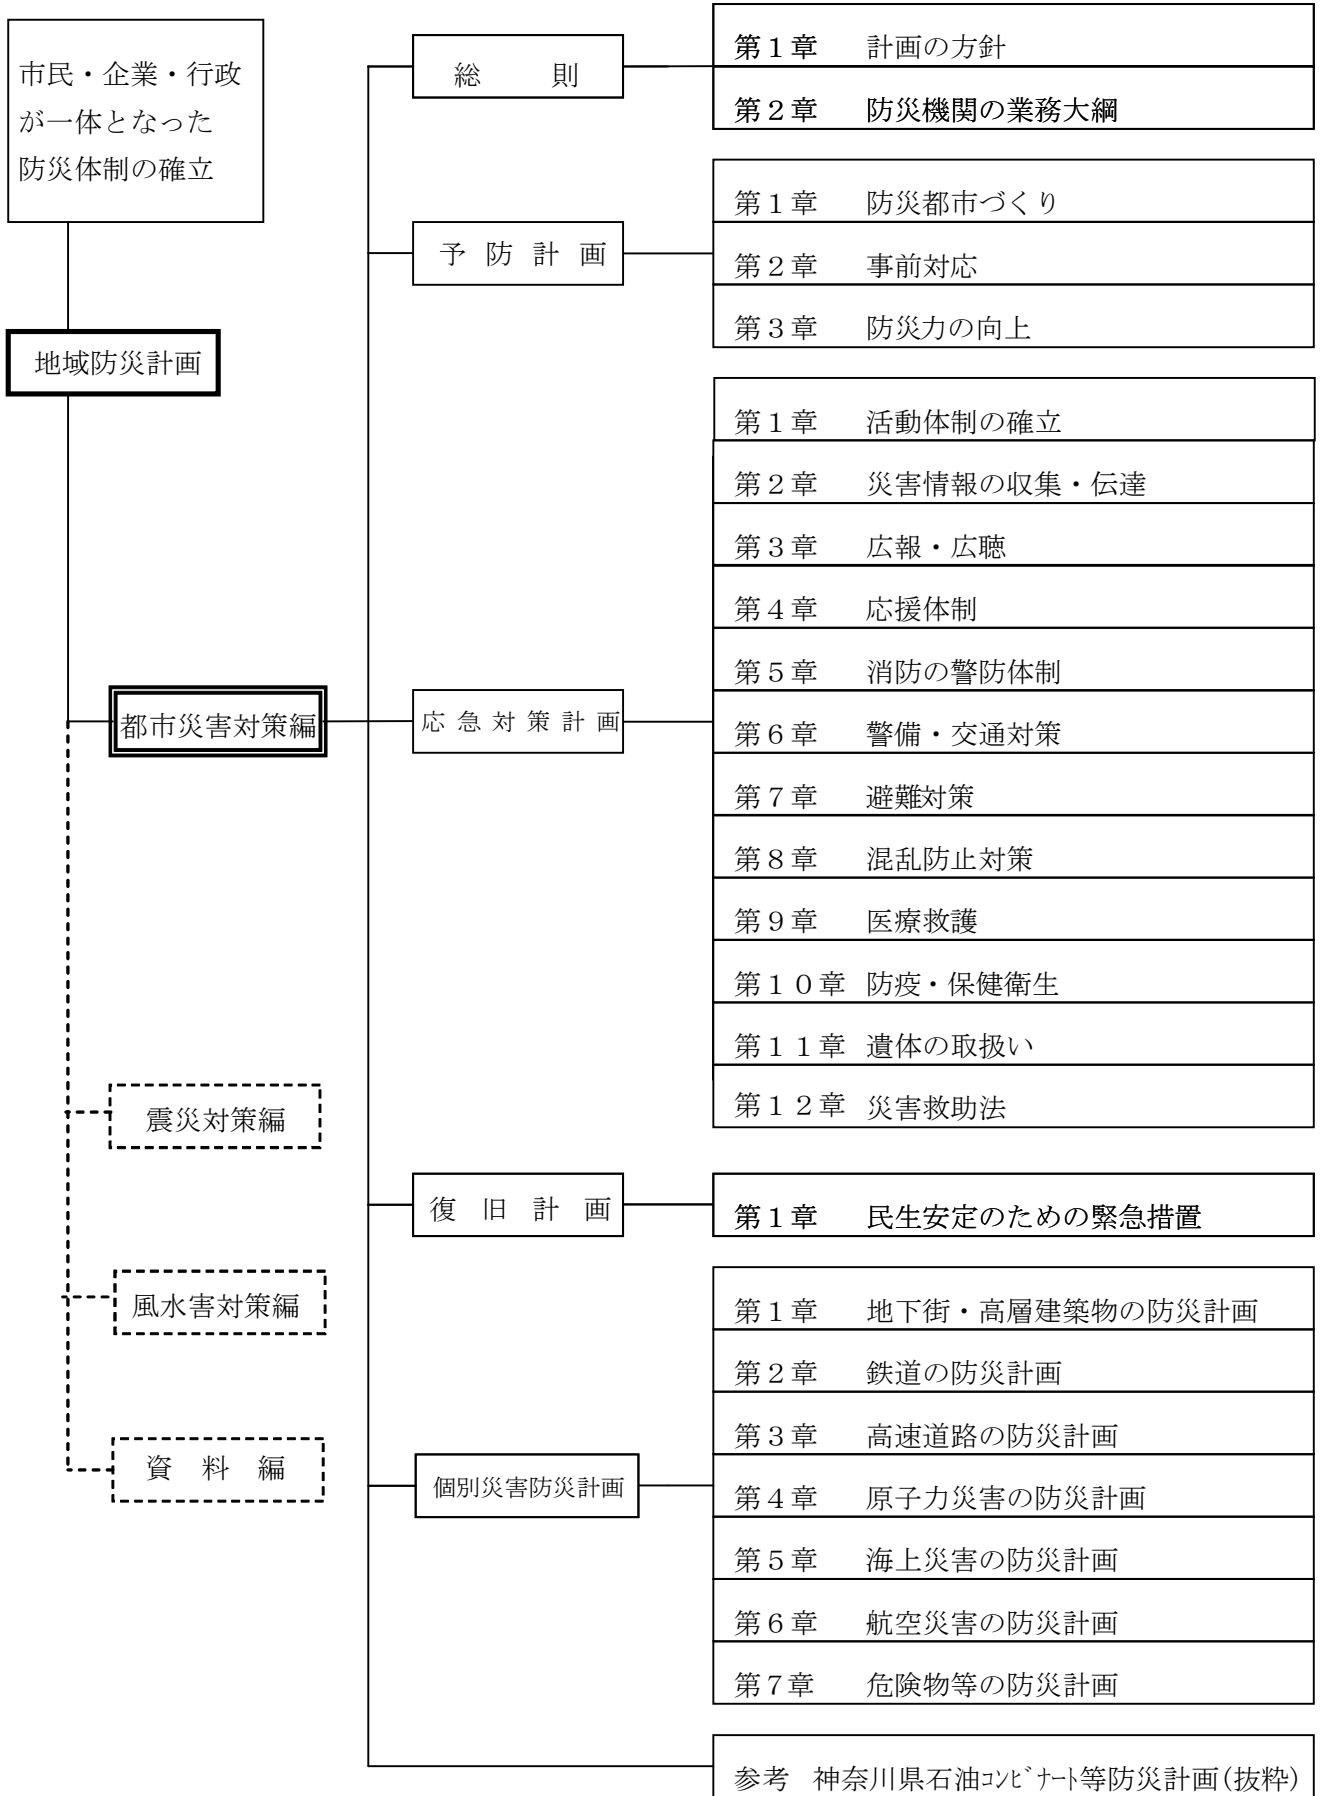 市民・企業・行政
が一体となった
防災体制の確立
地域防災計画
都市災害対策編
震災対策編
風水害対策編
資料編
総則
第１章 計画の方針
第２章 防災機関の業務大綱
予防計画
第１章 防災都市づくり
第２章 事前対応
第３章 防災力の向上
応急対策計画
第１章 活動体制の確立
第２章 災害情報の収集・伝達
第３章 広報・広聴
第４章 応援体制
第５章 消防の警防体制
第６章 警備・交通対策
第７章 避難対策
第８章 混乱防止対策
第９章 医療救護
第１０章 防疫・保健衛生
第１１章 遺体の取扱い
第１２章 災害救助法
復旧計画
第１章 民生安定のための緊急措置
個別災害防災計画
第１章 地下街・高層建築物の防災計画
第２章 鉄道の防災計画
第３章 高速道路の防災計画
第４章 原子力災害の防災計画
第５章 海上災害の防災計画
第６章 航空災害の防災計画
第７章 危険物等の防災計画
参考 神奈川県石油ｺﾝﾋﾞﾅｰﾄ等防災計画(抜粋)